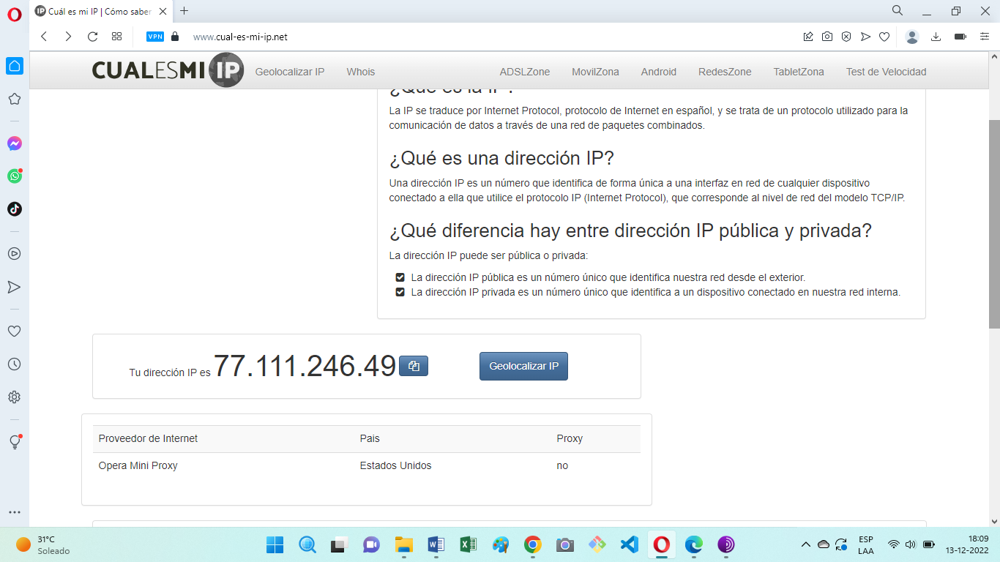 Cuál es mi IP | Cómo saber
VPN
www.cual-es-mi-ip.net
CUALESMI IP
Geolocalizar IP
Whois
ADSLZone
MovilZona
Android
RedesZone
TabletZona
Test de Velocidad
¿Qué es la IP?
La IP se traduce por Internet Protocol, protocolo de Internet en español, y se trata de un protocolo utilizado para la
comunicación de datos a través de una red de paquetes combinados.
¿Qué es una dirección IP?
Una dirección IP es un número que identifica de forma única a una interfaz en red de cualquier dispositivo
conectado a ella que utilice el protocolo IP (Internet Protocol), que corresponde al nivel de red del modelo TCP/IP.
¿Qué diferencia hay entre dirección IP pública y privada?
La dirección IP puede ser pública o privada:
La dirección IP pública es un número único que identifica nuestra red desde el exterior.
La dirección IP privada es un número único que identifica a un dispositivo conectado en nuestra red interna.
Tu dirección IP es 77.111.246.49
Geolocalizar IP
Proveedor de Internet
Pais
Proxy
Opera Mini Proxy
Estados Unidos
no
31°C
Soleado
ESP
LAA
18:09
13-12-2022